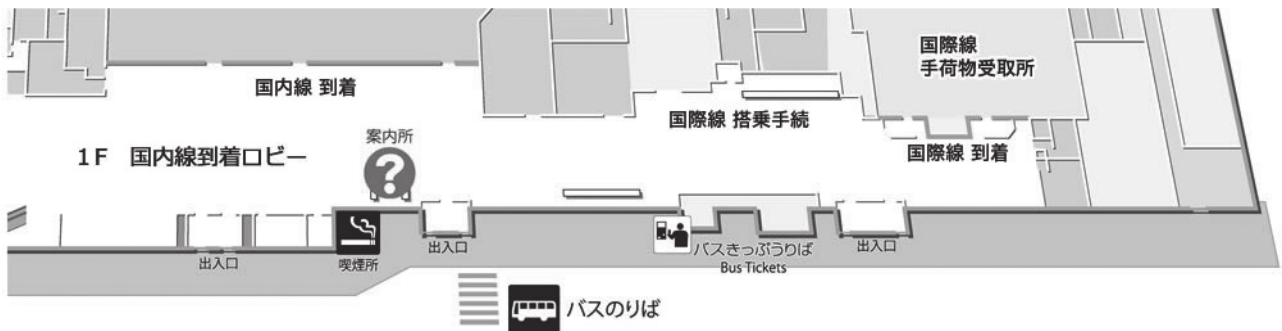 国際線
手荷物受取所
国内線 到着
国際線 搭乗手続
案内所
国際線 到着
1F 国内線到着ロビー
?
出入口
喫煙所
出入口
バスきっぷうりば
Bus Tickets
出入口
バスのりば